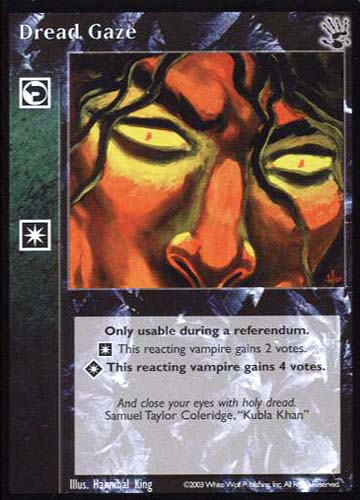 Dread Gaze
Only usable during a referendum.
This reacting vampire gains 2 votes.
This reacting vampire gains 4 votes.
And close your eyes with holy dread.
Samuel Taylor Coleridge, "Kubla Khan"
Illus. Hannibal King
©2003 White Wolf Publishing, Inc. All Rights Reserved.